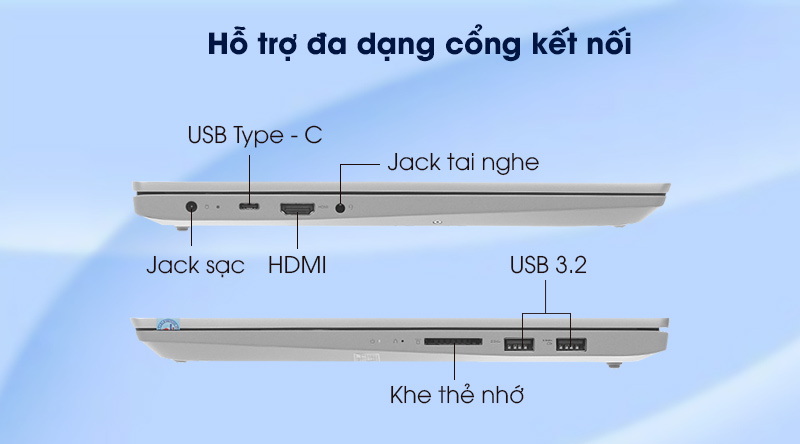 Hỗ trợ đa dạng cổng kết nối
USB Type - C
Jack tai nghe
Jack sạc
HDMI
USB 3.2
Khe thẻ nhớ